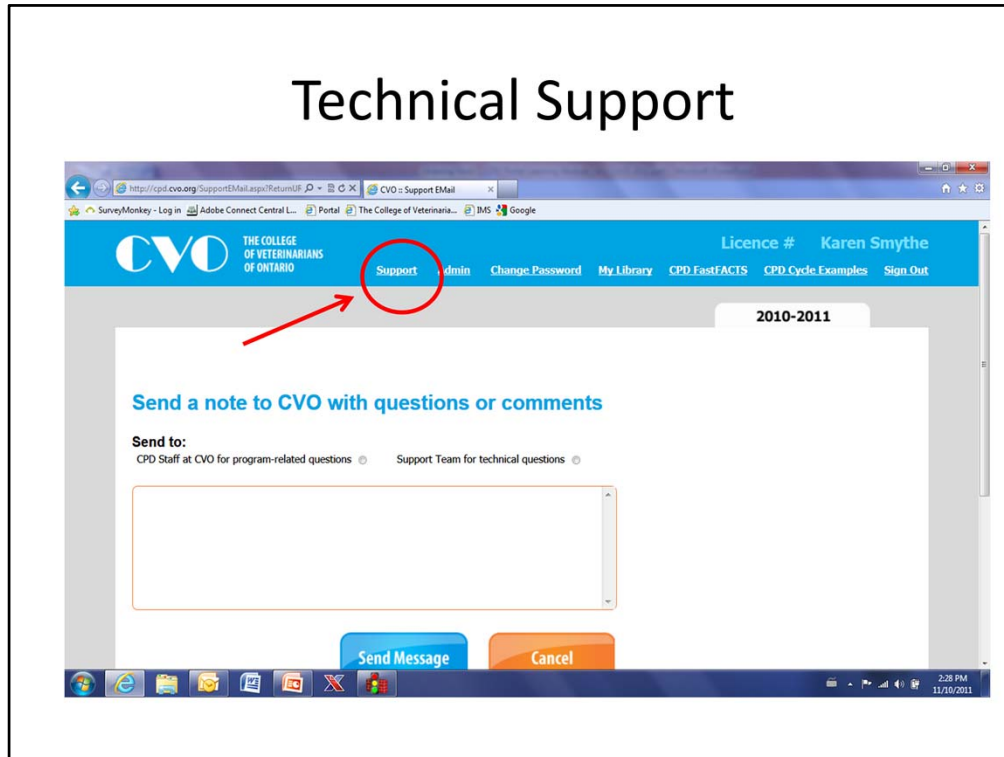 Technical Support
http://cpd.cvo.org/SupportEMail.aspx?ReturnUR
CVO :: Support EMail
SurveyMonkey - Log in Adobe Connect Central L... Portal The College of Veterinaria... IMS Google
CVO
THE COLLEGE
OF VETERINARIANS
OF ONTARIO
Licence # Karen Smythe
Support Admin Change Password My Library CPD FastFACTS CPD Cycle Examples Sign Out
2010-2011
Send a note to CVO with questions or comments
Send to:
CPD Staff at CVO for program-related questions Support Team for technical questions
Send Message Cancel
2:28 PM
11/10/2011